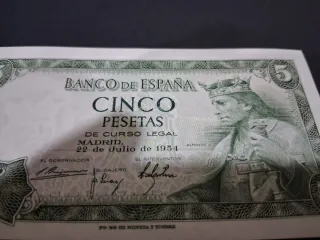 BANCO DE ESPAÑA
5
CINCO
PESETAS
DE CURSO LEGAL
MADRID,
22 de Julio de 1954
EL GOBERNADOR
EL CAJERO
EL INTERVENTOR